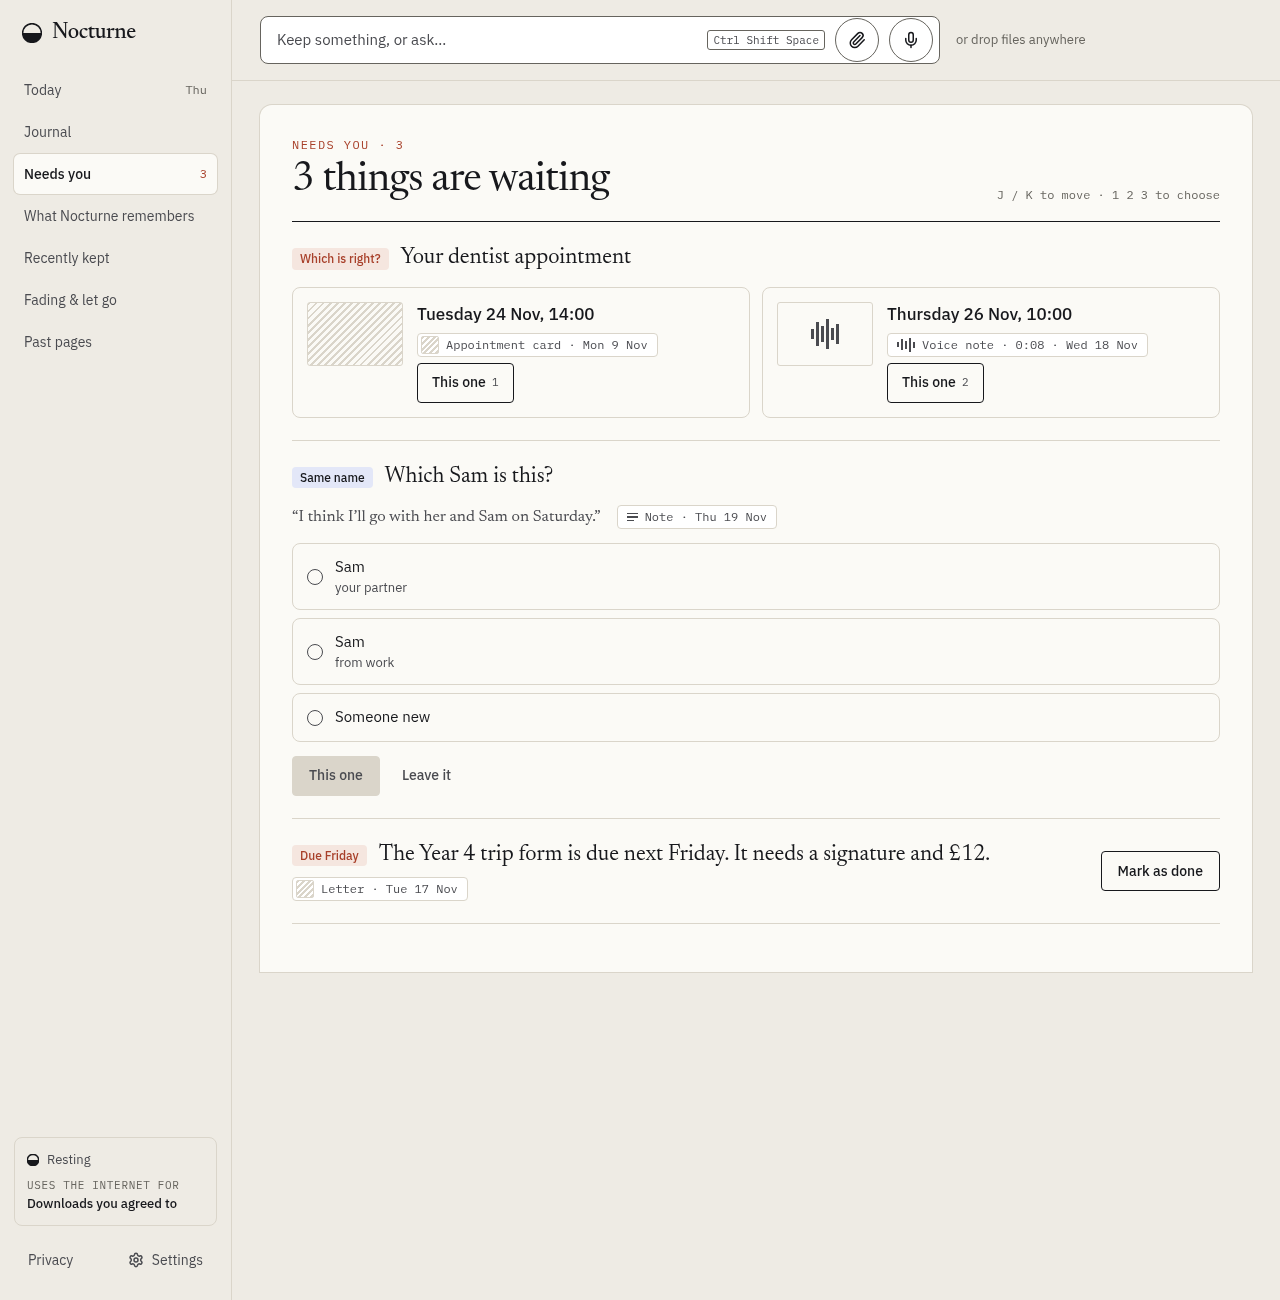 Nocturne
Today Thu
Journal
Needs you 3
What Nocturne remembers
Recently kept
Fading & let go
Past pages
Resting
USES THE INTERNET FOR
Downloads you agreed to
Privacy Settings
Keep something, or ask... Ctrl Shift Space or drop files anywhere
NEEDS YOU · 3
3 things are waiting
J / K to move · 1 2 3 to choose
Which is right? Your dentist appointment
Tuesday 24 Nov, 14:00
Appointment card · Mon 9 Nov
This one 1
Thursday 26 Nov, 10:00
Voice note · 0:08 · Wed 18 Nov
This one 2
Same name Which Sam is this?
“I think I’ll go with her and Sam on Saturday.” Note · Thu 19 Nov
Sam
your partner
Sam
from work
Someone new
This one Leave it
Due Friday The Year 4 trip form is due next Friday. It needs a signature and £12.
Letter · Tue 17 Nov
Mark as done